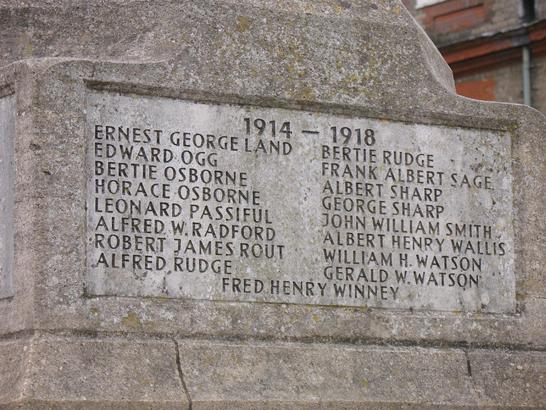 1914 — 1918
ERNEST GEORGE LAND
EDWARD OGG
BERTIE OSBORNE
HORACE OSBORNE
LEONARD PASSIFUL
ALFRED W. RADFORD
ROBERT JAMES ROUT
ALFRED RUDGE
BERTIE RUDGE
FRANK ALBERT SAGE
ALBERT SHARP
GEORGE SHARP
JOHN WILLIAM SMITH
ALBERT HENRY WALLIS
WILLIAM H. WATSON
GERALD W. WATSON
FRED HENRY WINNEY